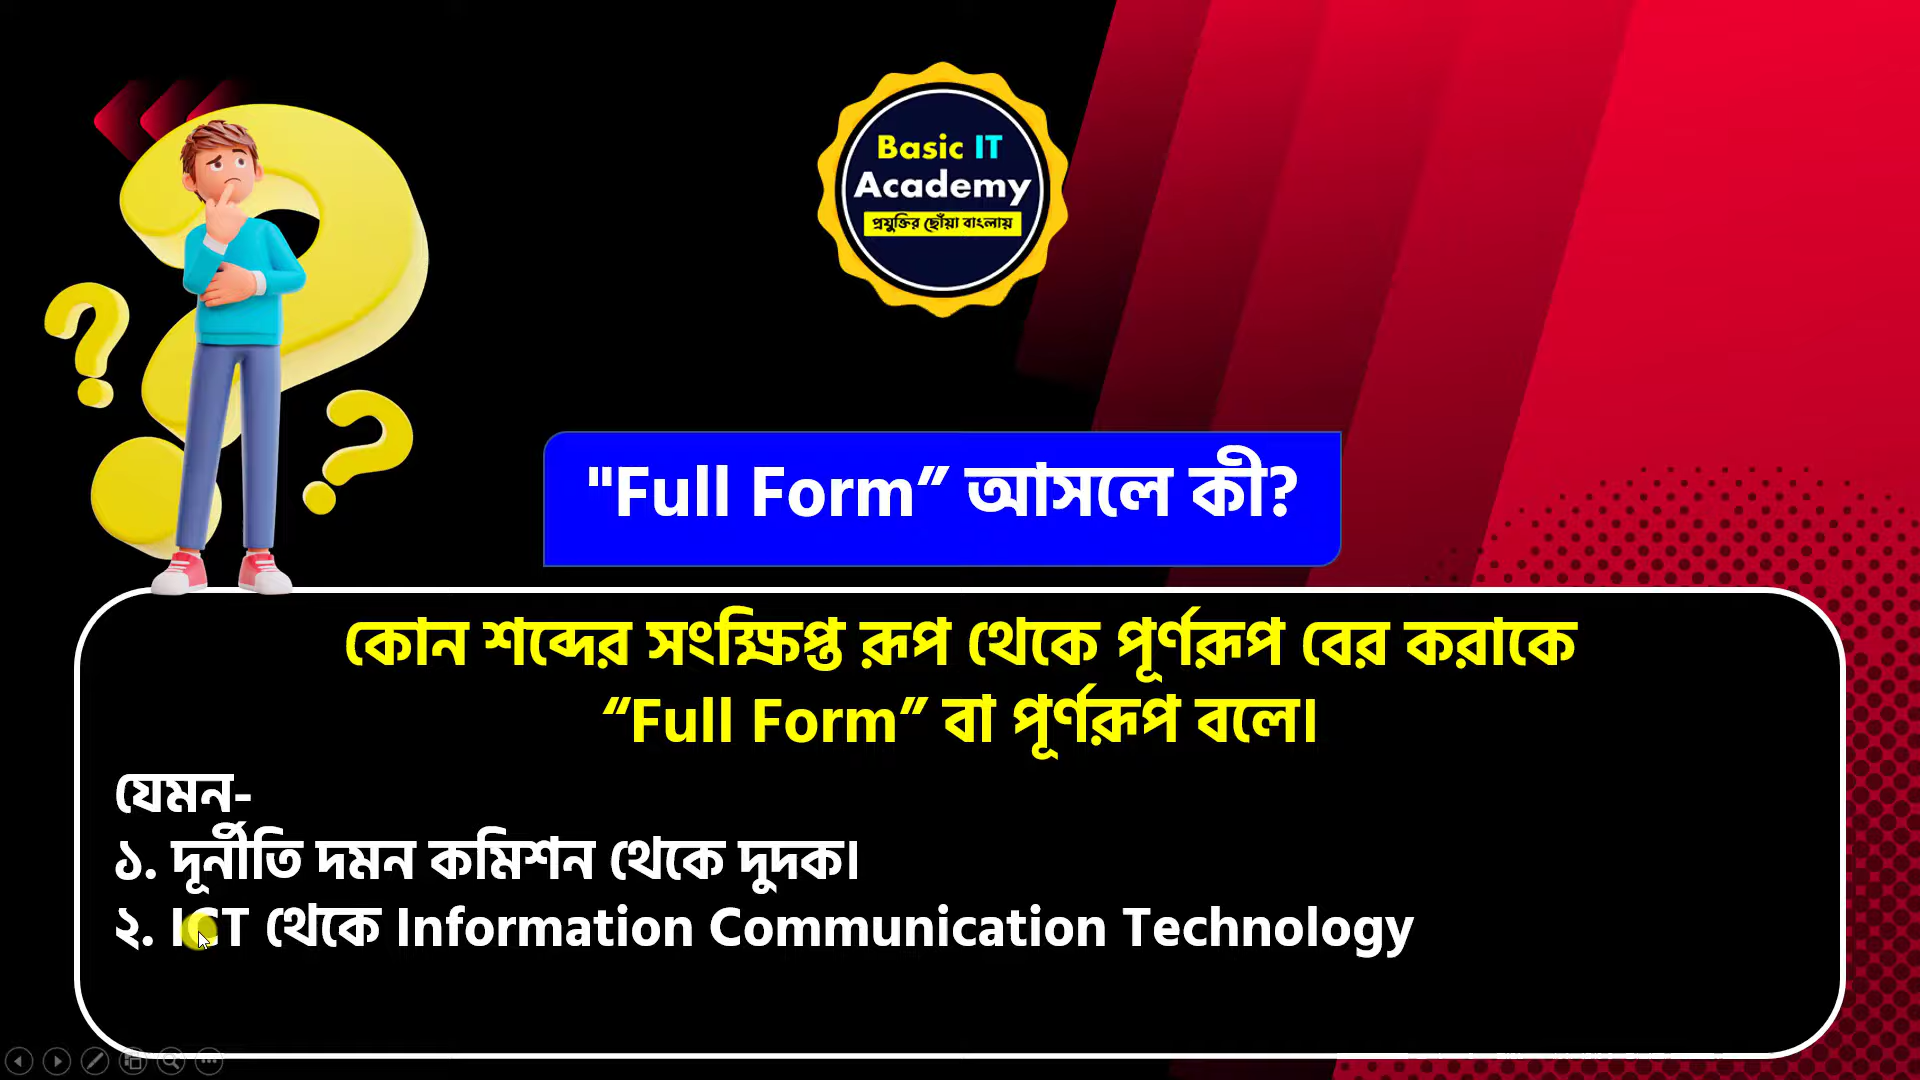 Basic IT
Academy
প্রযুক্তির ছোঁয়া বাংলায়
"Full Form” আসলে কী?
কোন শব্দের সংক্ষিপ্ত রূপ থেকে পূর্ণরূপ বের করাকে
“Full Form” বা পূর্ণরূপ বলে।
যেমন-
১. দূর্নীতি দমন কমিশন থেকে দুদক।
২. ICT থেকে Information Communication Technology